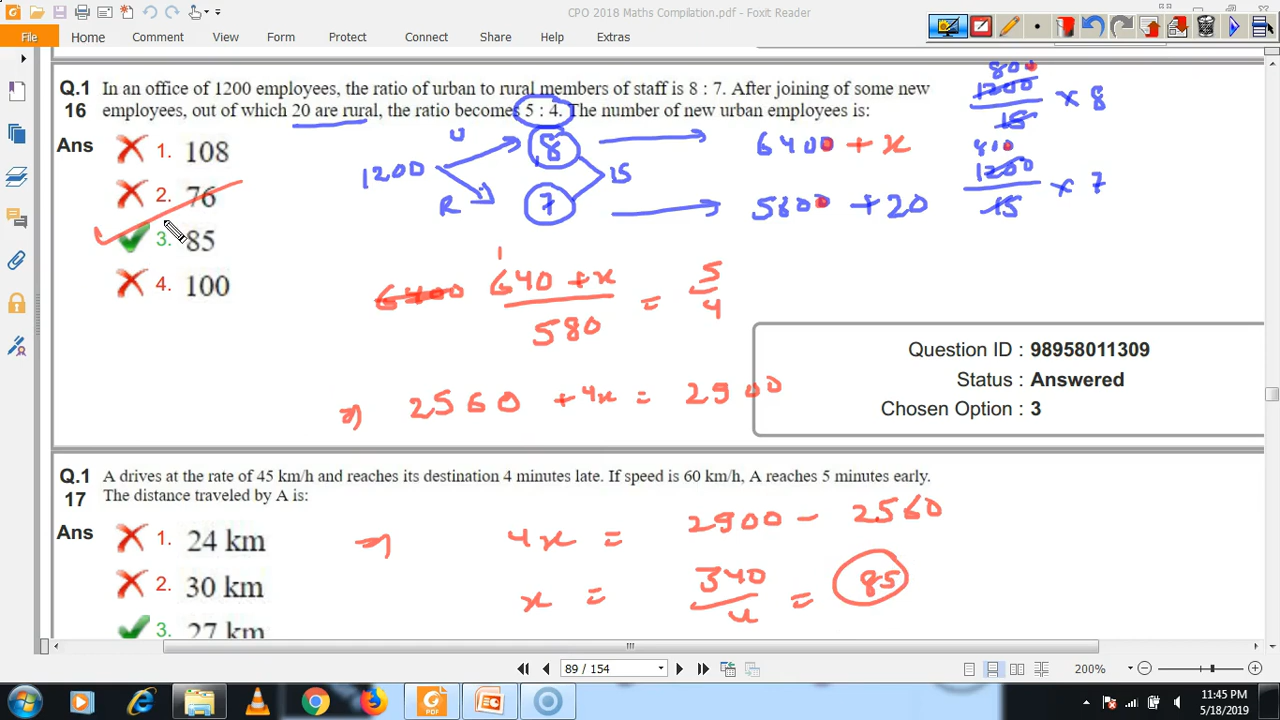 CPO 2018 Maths Compilation.pdf - Foxit Reader
File Home Comment View Form Protect Connect Share Help Extras
Q.1 In an office of 1200 employees, the ratio of urban to rural members of staff is 8 : 7. After joining of some new
16 employees, out of which 20 are rural, the ratio becomes 5 : 4. The number of new urban employees is:
Ans 1. 108
2. 76
3. 85
4. 100
800
1200/15 × 8
800
1200/15 × 7
1200
U 8 6400 + x
15
R 7 5600 + 20
6400 640 + x / 580 = 5/4
⇒ 2560 + 4x = 2900
Question ID : 98958011309
Status : Answered
Chosen Option : 3
Q.1 A drives at the rate of 45 km/h and reaches its destination 4 minutes late. If speed is 60 km/h, A reaches 5 minutes early.
17 The distance traveled by A is:
Ans 1. 24 km
2. 30 km
3. 27 km
⇒ 4x = 2900 - 2560
x = 340/4 = 85
89 / 154
200%
11:45 PM
5/18/2019